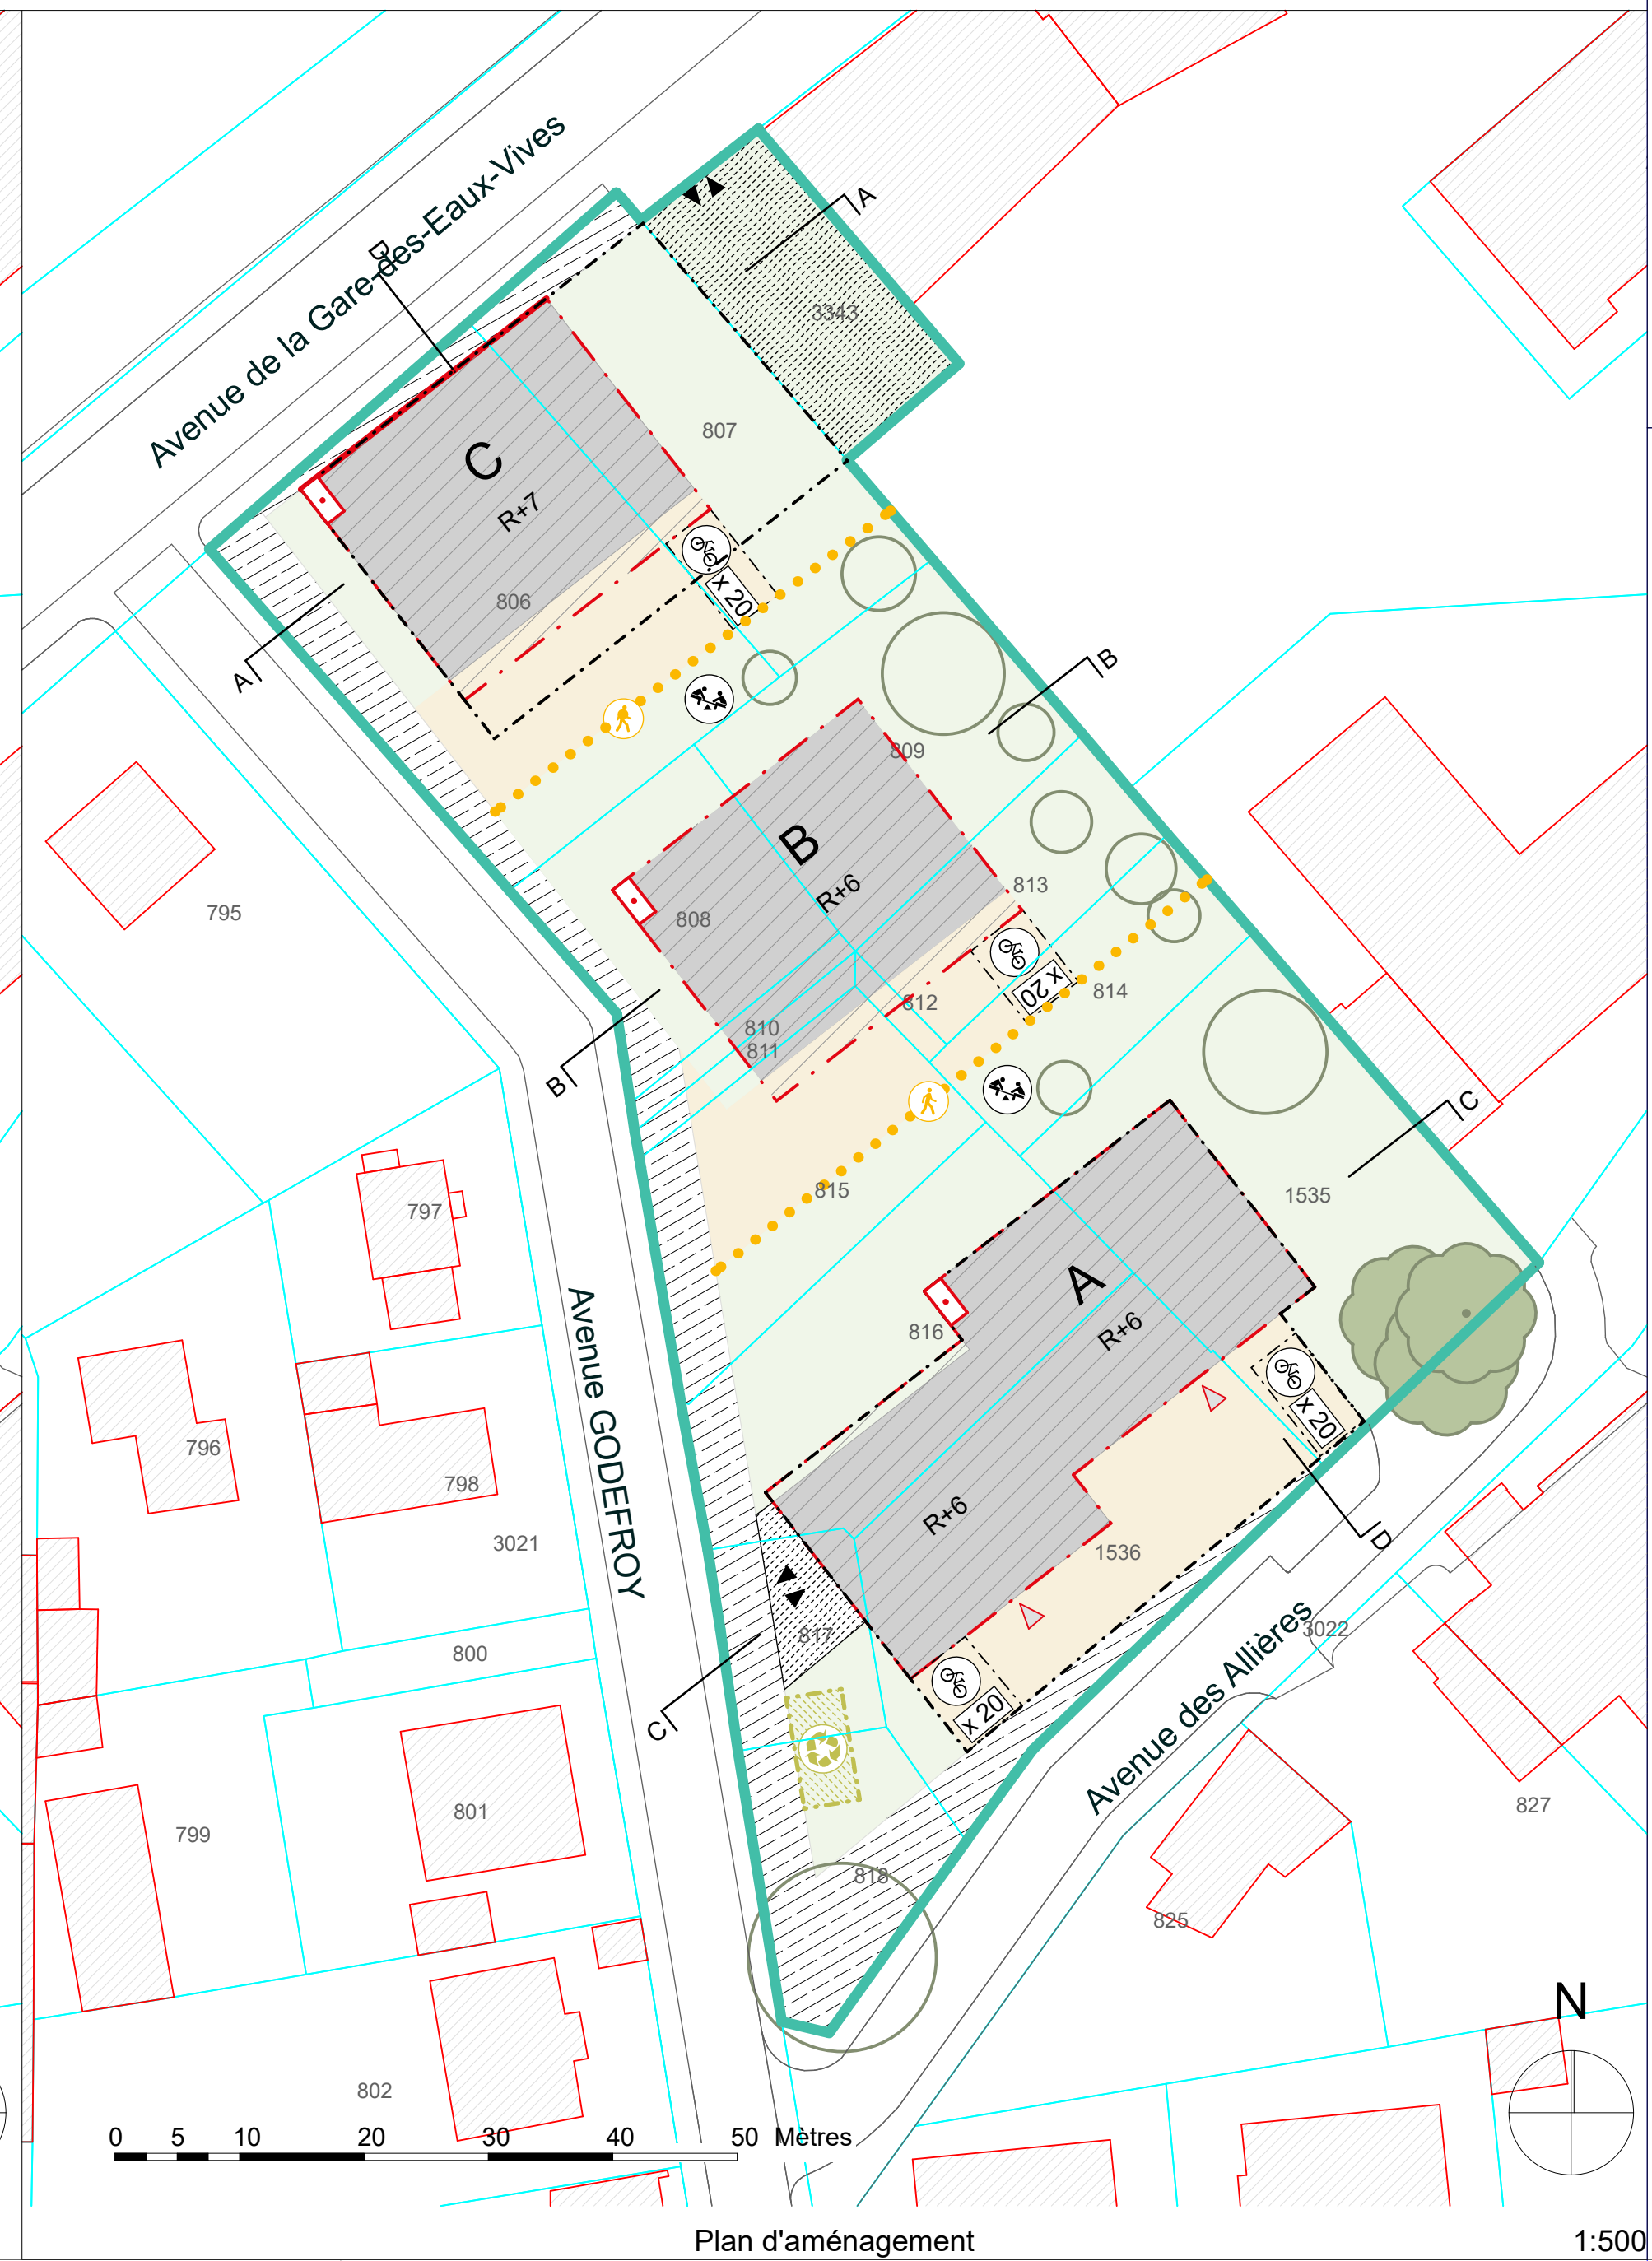 Avenue de la Gare-des-Eaux-Vives
D
A
3343
807
C
R+7
806
x 20
A
B
809
795
B
R+6
813
808
x 20
814
812
810
811
B
C
815
1535
797
A
816
R+6
x 20
Avenue GODEFROY
796
798
R+6
D
3021
1536
817
3022
800
x 20
C
Avenue des Allières
801
799
827
818
825
N
802
0 5 10 20 30 40 50 Mètres
Plan d'aménagement
1:500